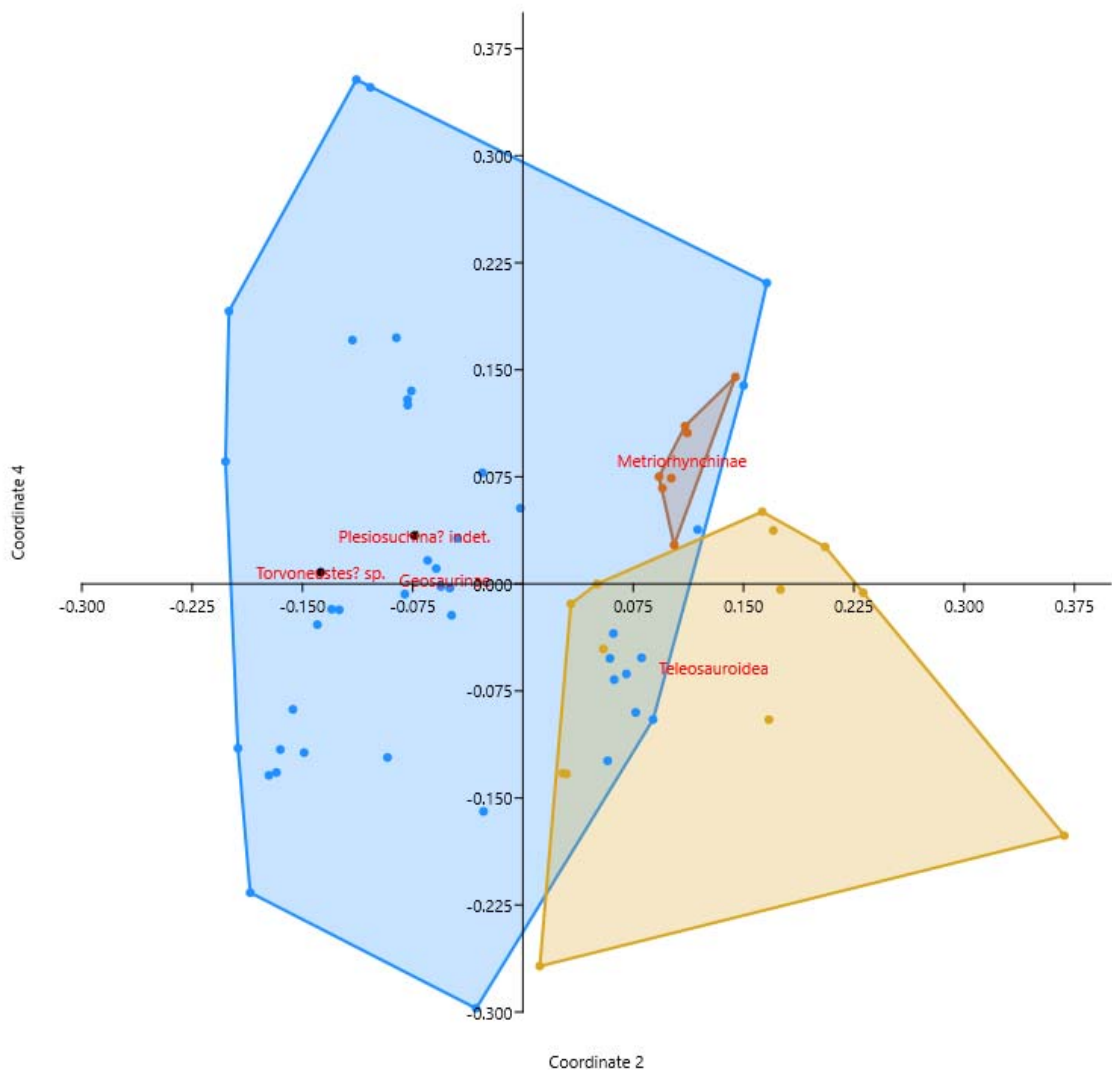 0.375
0.300
0.225
0.150
Metriorhynchinae
0.075
Plesiosuchina? indet.
Coordinate 4
Torvoneustes? sp.
Geosaurinae
0.000
-0.300
-0.225
-0.150
-0.075
0.075
0.150
0.225
0.300
0.375
Teleosauroidea
-0.075
-0.150
-0.225
-0.300
Coordinate 2